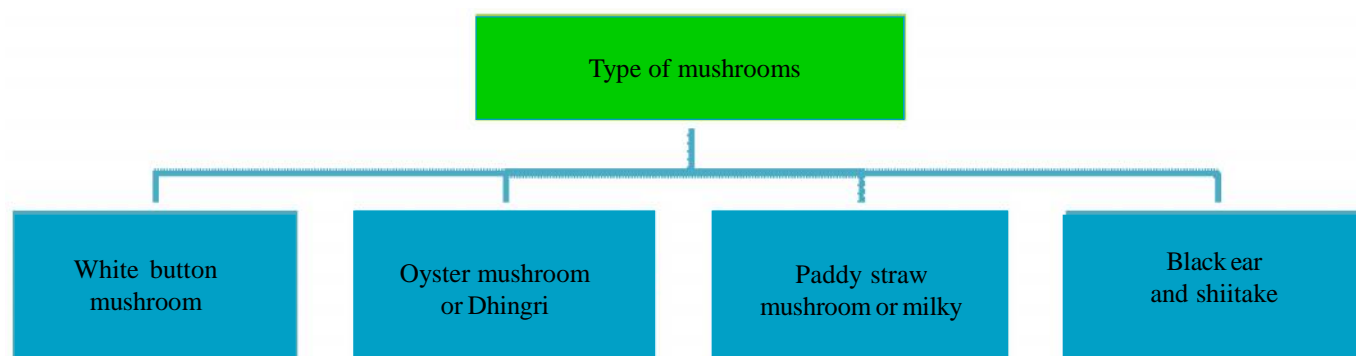 Type of mushrooms
White button
mushroom
Oyster mushroom
or Dhingri
Paddy straw
mushroom or milky
Black ear
and shiitake